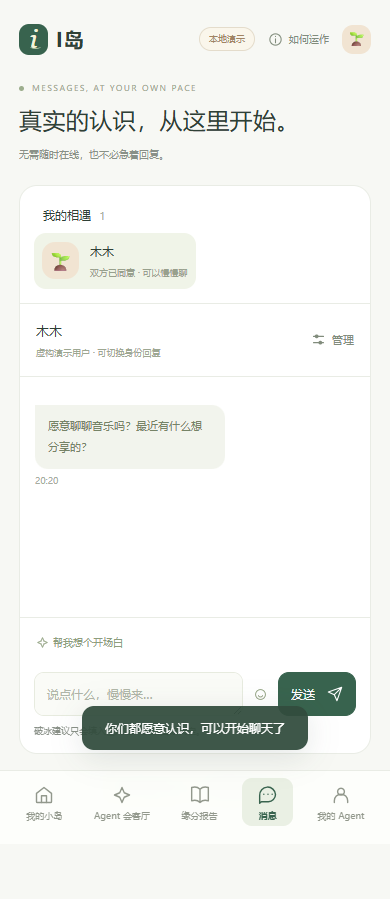 i I岛
本地演示
如何运作
MESSAGES, AT YOUR OWN PACE
真实的认识，从这里开始。
无需随时在线，也不必急着回复。
我的相遇 1
木木
双方已同意 · 可以慢慢聊
木木
虚构演示用户 · 可切换身份回复
管理
愿意聊聊音乐吗？最近有什么想
分享的？
20:20
帮我想个开场白
说点什么，慢慢来...
发送
破冰建议只
你们都愿意认识，可以开始聊天了
我的小岛
Agent 会客厅
缘分报告
消息
我的 Agent